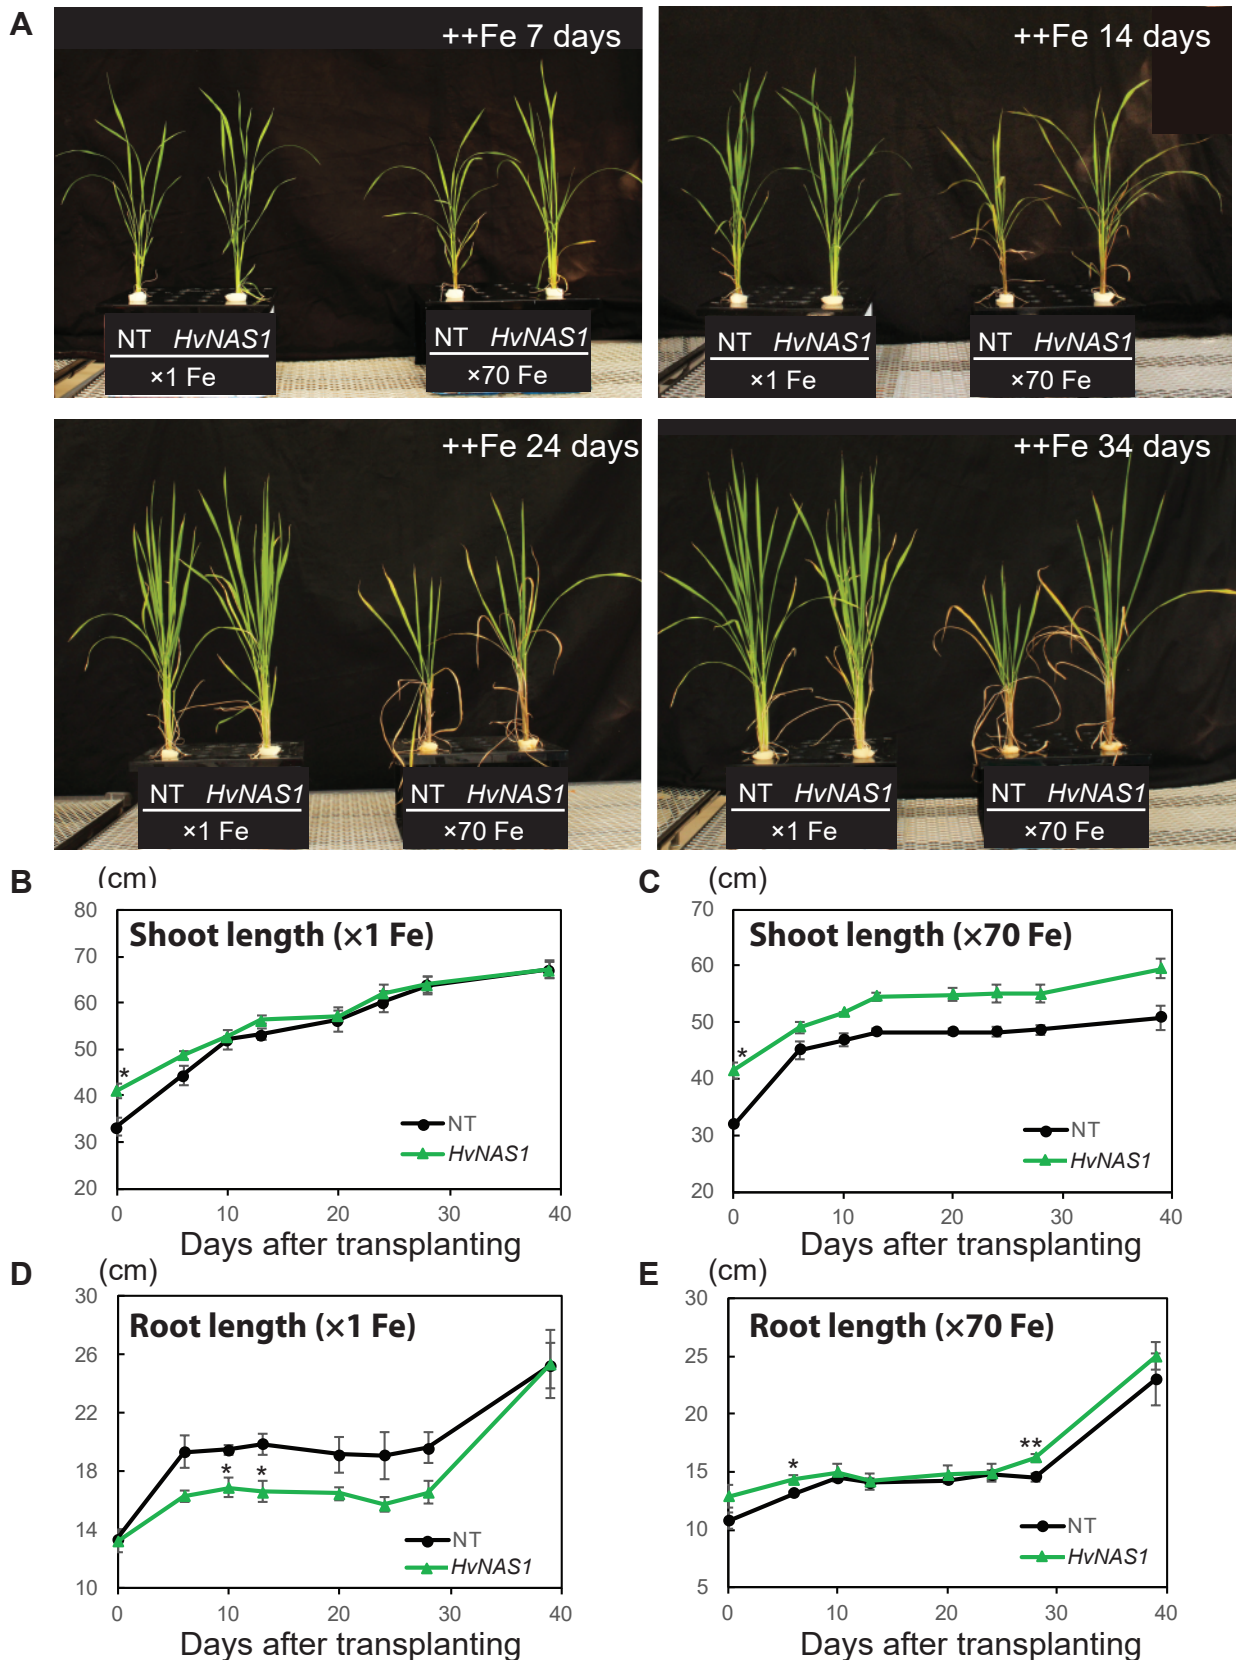 A
++Fe 7 days
NT HvNAS1
×1 Fe
NT HvNAS1
×70 Fe
++Fe 14 days
NT HvNAS1
×1 Fe
NT HvNAS1
×70 Fe
++Fe 24 days
NT HvNAS1
×1 Fe
NT HvNAS1
×70 Fe
++Fe 34 days
NT HvNAS1
×1 Fe
NT HvNAS1
×70 Fe
B
(cm)
Shoot length (×1 Fe)
80
70
60
50
40
30
20
*
NT
HvNAS1
0 10 20 30 40
Days after transplanting
C
(cm)
Shoot length (×70 Fe)
70
60
50
40
30
20
*
NT
HvNAS1
0 10 20 30 40
Days after transplanting
D
(cm)
Root length (×1 Fe)
30
26
22
18
14
10
* *
NT
HvNAS1
0 10 20 30 40
Days after transplanting
E
(cm)
Root length (×70 Fe)
30
25
20
15
10
5
* **
NT
HvNAS1
0 10 20 30 40
Days after transplanting